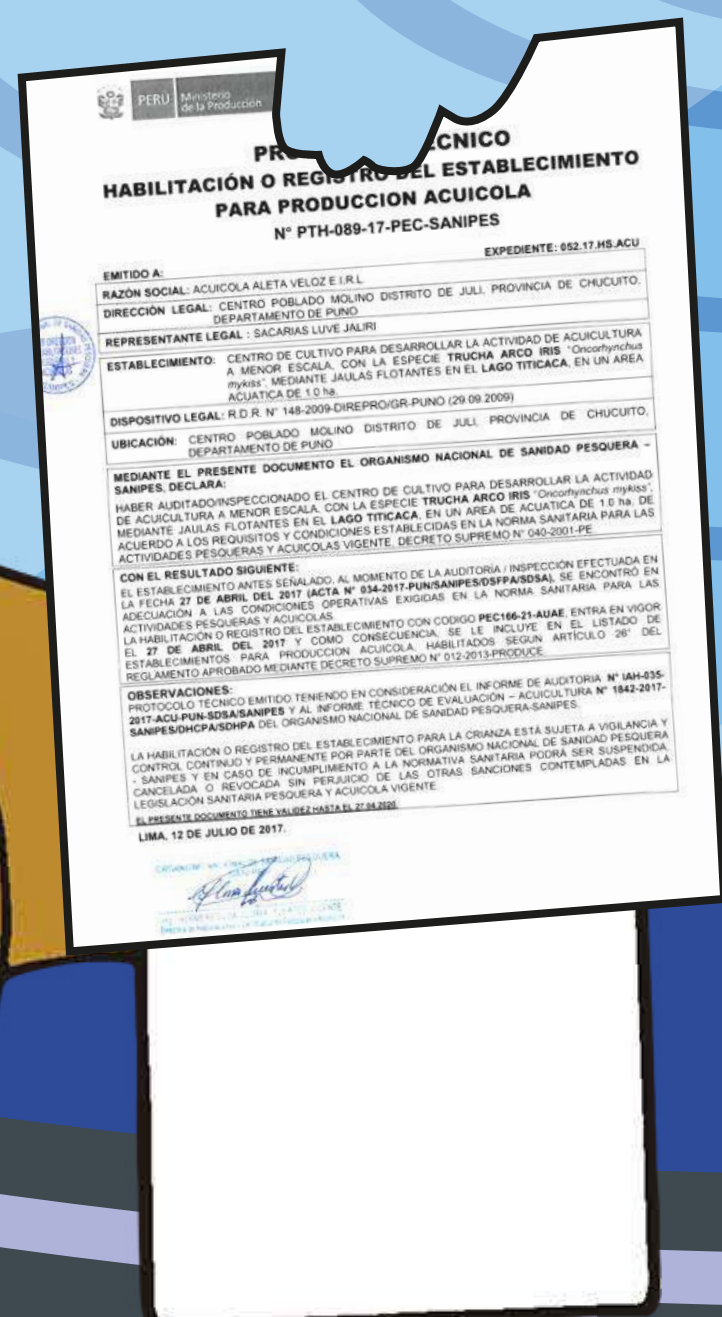 PERÚ Ministerio
de la Producción
ECNICO
HABILITACIÓN O REGISTRO DEL ESTABLECIMIENTO
PARA PRODUCCION ACUICOLA
N° PTH-089-17-PEC-SANIPES
EXPEDIENTE: 052.17.HS.ACU
EMITIDO A:
RAZÓN SOCIAL: ACUICOLA ALETA VELOZ E.I.R.L
DIRECCIÓN LEGAL: CENTRO POBLADO MOLINO DISTRITO DE JULI, PROVINCIA DE CHUCUITO,
DEPARTAMENTO DE PUNO
REPRESENTANTE LEGAL : SACARIAS LUVE JALIRI
ESTABLECIMIENTO: CENTRO DE CULTIVO PARA DESARROLLAR LA ACTIVIDAD DE ACUICULTURA
A MENOR ESCALA, CON LA ESPECIE TRUCHA ARCO IRIS "Oncorhynchus
mykiss", MEDIANTE JAULAS FLOTANTES EN EL LAGO TITICACA, EN UN AREA
ACUATICA DE 1.0 ha.
DISPOSITIVO LEGAL: R.D.R. N° 148-2009-DIREPRO/GR-PUNO (29.09.2009)
UBICACIÓN: CENTRO POBLADO MOLINO DISTRITO DE JULI, PROVINCIA DE CHUCUITO,
DEPARTAMENTO DE PUNO
MEDIANTE EL PRESENTE DOCUMENTO EL ORGANISMO NACIONAL DE SANIDAD PESQUERA –
SANIPES, DECLARA:
HABER AUDITADO/INSPECCIONADO EL CENTRO DE CULTIVO PARA DESARROLLAR LA ACTIVIDAD
DE ACUICULTURA A MENOR ESCALA, CON LA ESPECIE TRUCHA ARCO IRIS "Oncorhynchus mykiss",
MEDIANTE JAULAS FLOTANTES EN EL LAGO TITICACA, EN UN AREA DE ACUATICA DE 1.0 ha, DE
ACUERDO A LOS REQUISITOS Y CONDICIONES ESTABLECIDAS EN LA NORMA SANITARIA PARA LAS
ACTIVIDADES PESQUERAS Y ACUICOLAS VIGENTE, DECRETO SUPREMO N° 040-2001-PE.
CON EL RESULTADO SIGUIENTE:
EL ESTABLECIMIENTO ANTES SEÑALADO, AL MOMENTO DE LA AUDITORÍA / INSPECCIÓN EFECTUADA EN
LA FECHA 27 DE ABRIL DEL 2017 (ACTA N° 034-2017-PUN/SANIPES/DSFPA/SDSA), SE ENCONTRÓ EN
ADECUACIÓN A LAS CONDICIONES OPERATIVAS EXIGIDAS EN LA NORMA SANITARIA PARA LAS
ACTIVIDADES PESQUERAS Y ACUICOLAS.
LA HABILITACIÓN O REGISTRO DEL ESTABLECIMIENTO CON CODIGO PEC166-21-AUAE, ENTRA EN VIGOR
EL 27 DE ABRIL DEL 2017 Y COMO CONSECUENCIA, SE LE INCLUYE EN EL LISTADO DE
ESTABLECIMIENTOS PARA PRODUCCION ACUICOLA, HABILITADOS SEGÚN ARTÍCULO 26° DEL
REGLAMENTO APROBADO MEDIANTE DECRETO SUPREMO N° 012-2013-PRODUCE.
OBSERVACIONES:
PROTOCOLO TÉCNICO EMITIDO TENIENDO EN CONSIDERACIÓN EL INFORME DE AUDITORIA N° IAH-035-
2017-ACU-PUN-SDSA/SANIPES Y AL INFORME TÉCNICO DE EVALUACIÓN – ACUICULTURA N° 1842-2017-
SANIPES/DHCPA/SDHPA DEL ORGANISMO NACIONAL DE SANIDAD PESQUERA-SANIPES.
LA HABILITACIÓN O REGISTRO DEL ESTABLECIMIENTO PARA LA CRIANZA ESTÁ SUJETA A VIGILANCIA Y
CONTROL CONTINUO Y PERMANENTE POR PARTE DEL ORGANISMO NACIONAL DE SANIDAD PESQUERA
- SANIPES Y EN CASO DE INCUMPLIMIENTO A LA NORMATIVA SANITARIA PODRÁ SER SUSPENDIDA,
CANCELADA O REVOCADA SIN PERJUICIO DE LAS OTRAS SANCIONES CONTEMPLADAS EN LA
LEGISLACIÓN SANITARIA PESQUERA Y ACUICOLA VIGENTE.
EL PRESENTE DOCUMENTO TIENE VALIDEZ HASTA EL 27.04.2020.
LIMA, 12 DE JULIO DE 2017.